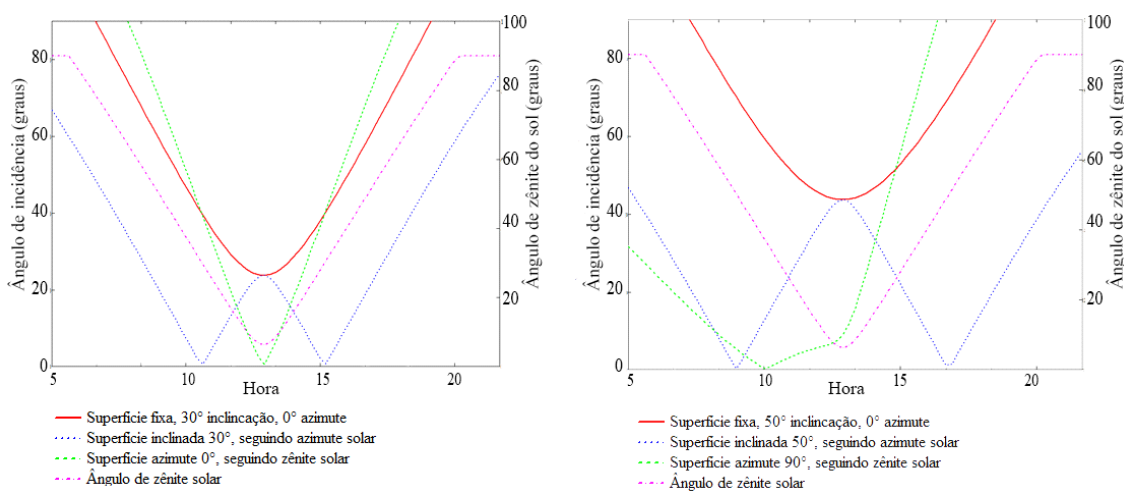 Ângulo de incidência (graus)
80
60
40
20
0
100
80
60
40
20
Ângulo de zênite do sol (graus)
5
10
15
20
Hora
Superfície fixa, 30° inclincação, 0° azimute
Superfície inclinada 30°, seguindo azimute solar
Superfície azimute 0°, seguindo zênite solar
Ângulo de zênite solar
Ângulo de incidência (graus)
80
60
40
20
0
100
80
60
40
20
Ângulo de zênite do sol (graus)
5
10
15
20
Hora
Superfície fixa, 50° inclincação, 0° azimute
Superfície inclinada 50°, seguindo azimute solar
Superfície azimute 90°, seguindo zênite solar
Ângulo de zênite solar